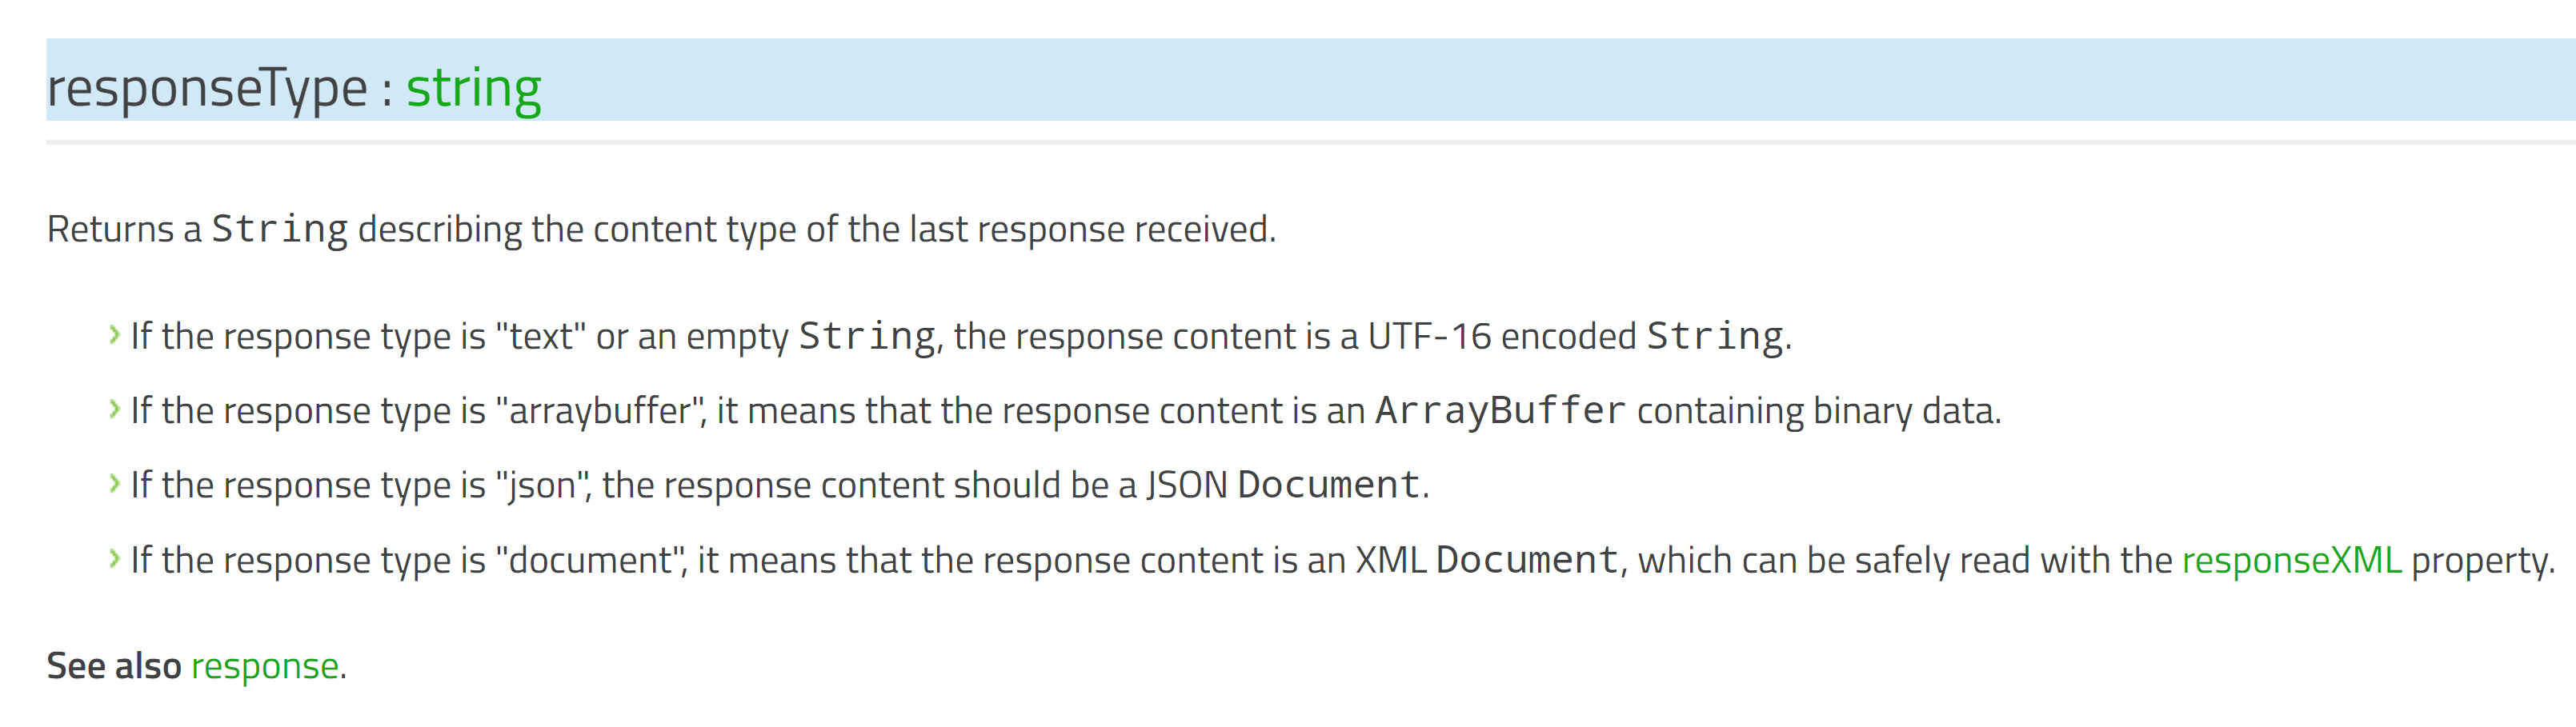 responseType : string
Returns a String describing the content type of the last response received.
If the response type is "text" or an empty String, the response content is a UTF-16 encoded String.
If the response type is "arraybuffer", it means that the response content is an ArrayBuffer containing binary data.
If the response type is "json", the response content should be a JSON Document.
If the response type is "document", it means that the response content is an XML Document, which can be safely read with the responseXML property.
See also response.